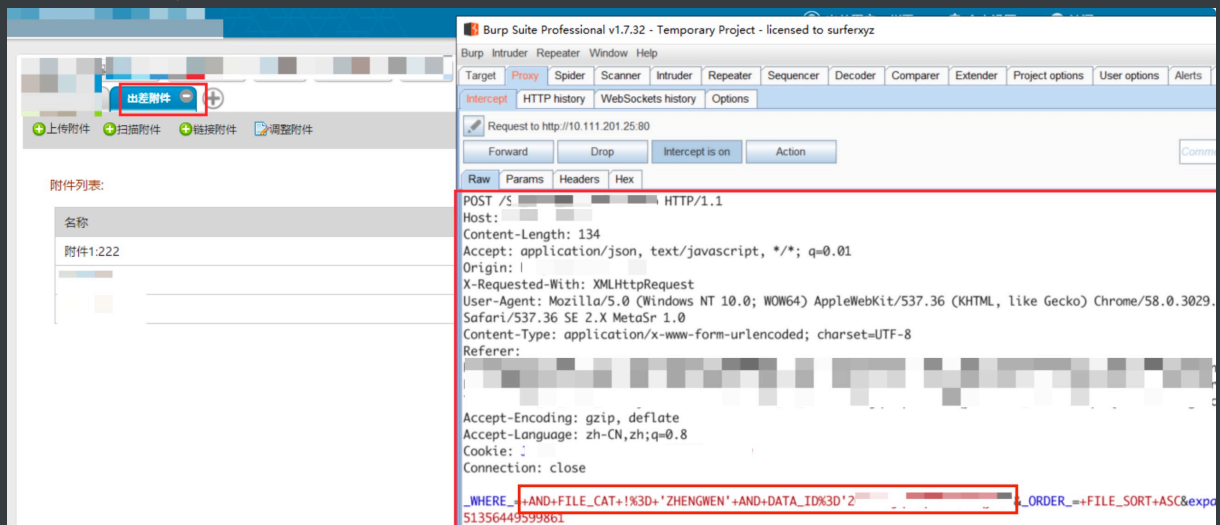 Burp Suite Professional v1.7.32 - Temporary Project - licensed to surferxyz
Burp Intruder Repeater Window Help
Target Proxy Spider Scanner Intruder Repeater Sequencer Decoder Comparer Extender Project options User options Alerts
Intercept HTTP history WebSockets history Options
Request to http://10.111.201.25:80
Forward Drop Intercept is on Action
Raw Params Headers Hex
出差附件
上传附件 扫描附件 链接附件 调整附件
附件列表:
名称
附件1:222
POST /S HTTP/1.1
Host:
Content-Length: 134
Accept: application/json, text/javascript, */*; q=0.01
Origin:
X-Requested-With: XMLHttpRequest
User-Agent: Mozilla/5.0 (Windows NT 10.0; WOW64) AppleWebKit/537.36 (KHTML, like Gecko) Chrome/58.0.3029.
Safari/537.36 SE 2.X MetaSr 1.0
Content-Type: application/x-www-form-urlencoded; charset=UTF-8
Referer:
Accept-Encoding: gzip, deflate
Accept-Language: zh-CN,zh;q=0.8
Cookie:
Connection: close
_WHERE_=+AND+FILE_CAT+!%3D+'ZHENGWEN'+AND+DATA_ID%3D'2 &_ORDER_=+FILE_SORT+ASC&expa
51356449599861